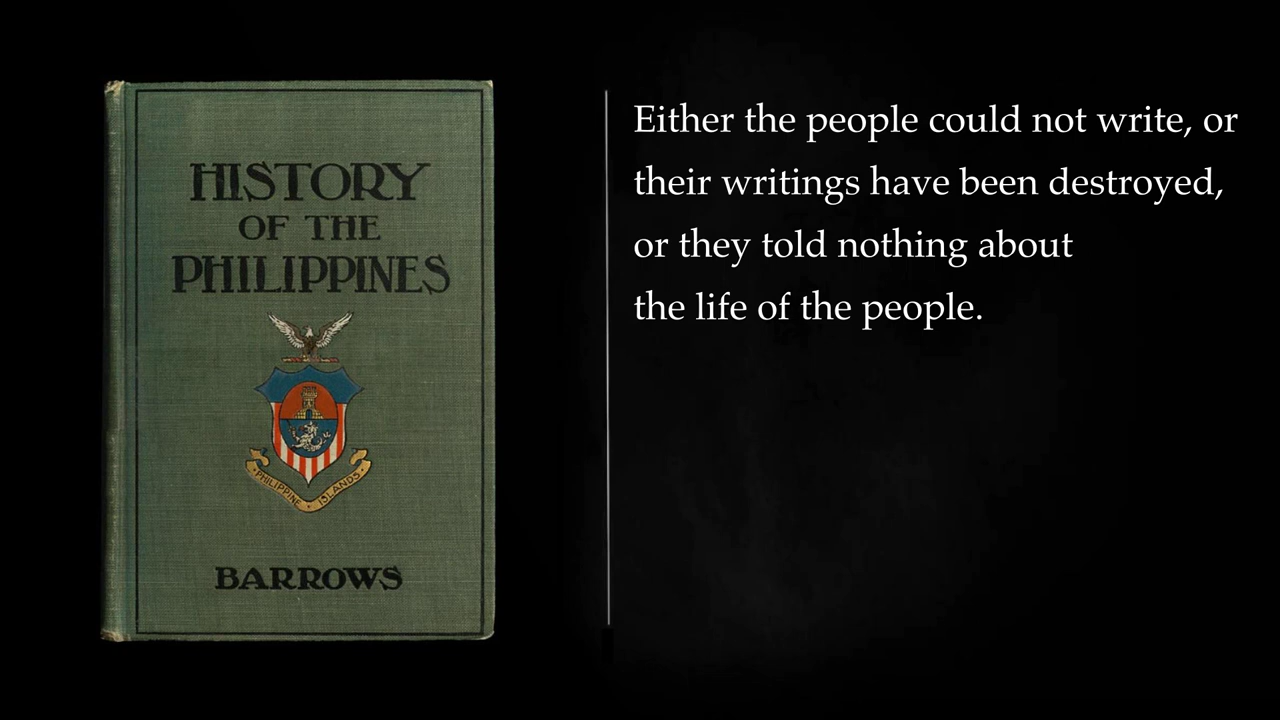 HISTORY
OF THE
PHILIPPINES
PHILIPPINE ISLANDS
BARROWS
Either the people could not write, or
their writings have been destroyed,
or they told nothing about
the life of the people.